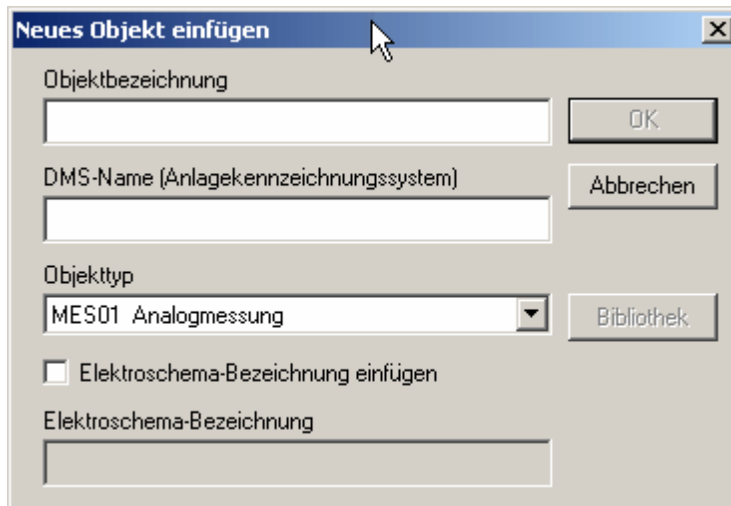 Neues Objekt einfügen
Objektbezeichnung
OK
DMS-Name (Anlagekennzeichnungssystem)
Abbrechen
Objekttyp
MES01 Analogmessung
Bibliothek
Elektroschema-Bezeichnung einfügen
Elektroschema-Bezeichnung